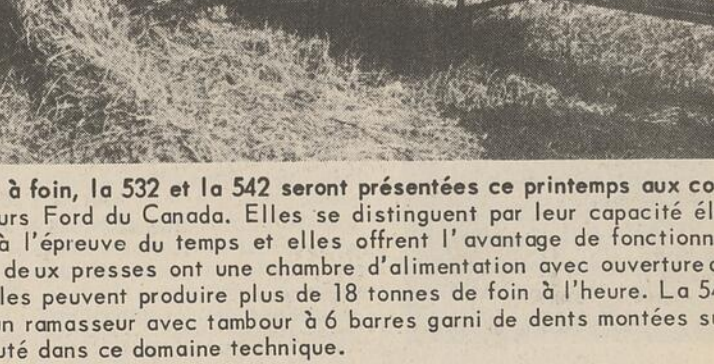 à foin, la 532 et la 542 seront présentées ce printemps aux co
urs Ford du Canada. Elles se distinguent par leur capacité él
à l'épreuve du temps et elles offrent l'avantage de fonctionn
deux presses ont une chambre d'alimentation avec ouverture
les peuvent produire plus de 18 tonnes de foin à l'heure. La 54
n ramasseur avec tambour à 6 barres garni de dents montées su
uté dans ce domaine technique.